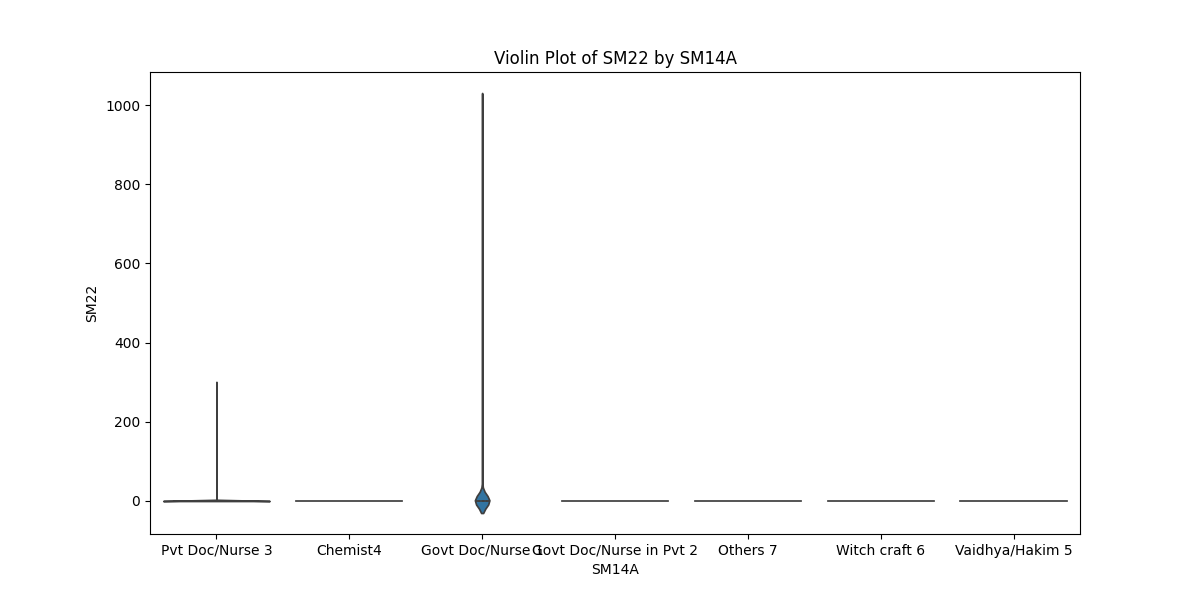 Violin Plot of SM22 by SM14A
1000
800
600
400
200
0
SM22
Pvt Doc/Nurse 3
Chemist4
Govt Doc/Nurse 1
Govt Doc/Nurse in Pvt 2
Others 7
Witch craft 6
Vaidhya/Hakim 5
SM14A